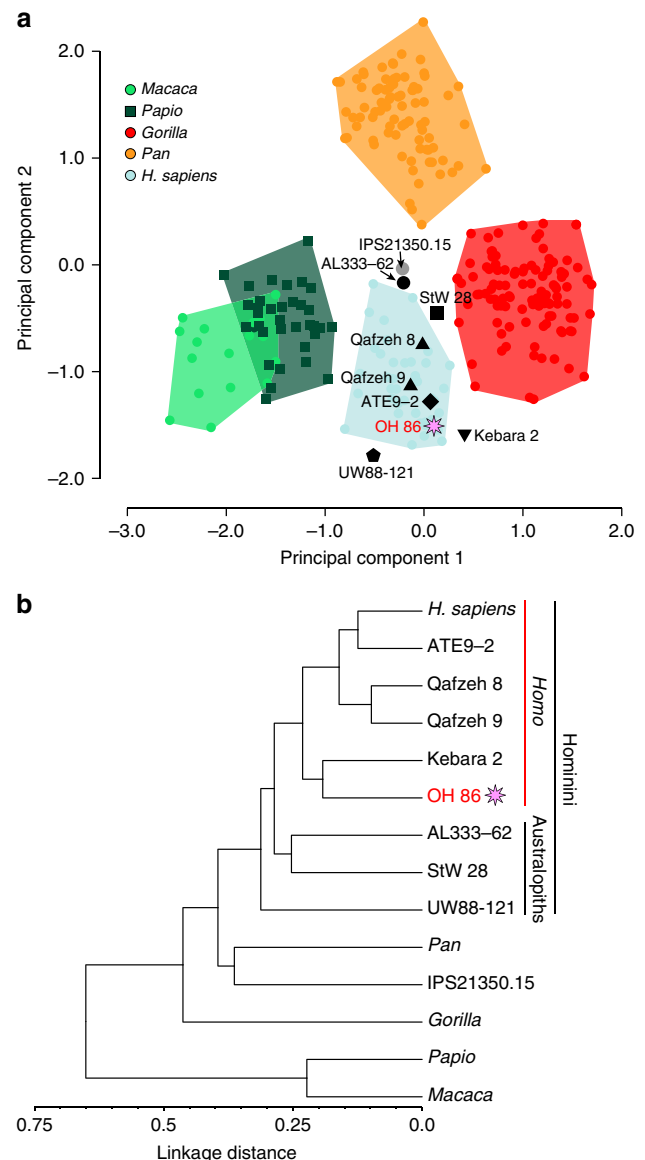 a
2.0
1.0
0.0
–1.0
–2.0
Principal component 2
Macaca
Papio
Gorilla
Pan
H. sapiens
IPS21350.15
AL333–62
StW 28
Qafzeh 8
Qafzeh 9
ATE9–2
OH 86
Kebara 2
UW88-121
–3.0 –2.0 –1.0 0.0 1.0 2.0
Principal component 1
b
H. sapiens
ATE9–2
Qafzeh 8
Qafzeh 9
Kebara 2
OH 86
AL333–62
StW 28
UW88-121
Pan
IPS21350.15
Gorilla
Papio
Macaca
Homo
Australopiths
Hominini
0.75 0.5 0.25 0.0
Linkage distance